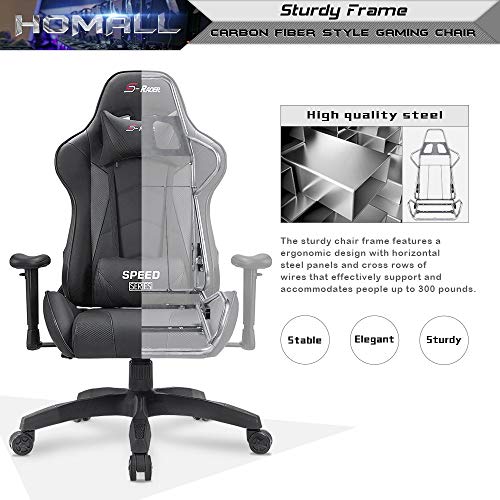 HOMALL
Sturdy Frame
CARBON FIBER STYLE GAMING CHAIR
S-RACER
S-RACER
SPEED
SERIES
High quality steel
The sturdy chair frame features a
ergonomic design with horizontal
steel panels and cross rows of
wires that effectively support and
accommodates people up to 300 pounds.
Stable
Elegant
Sturdy